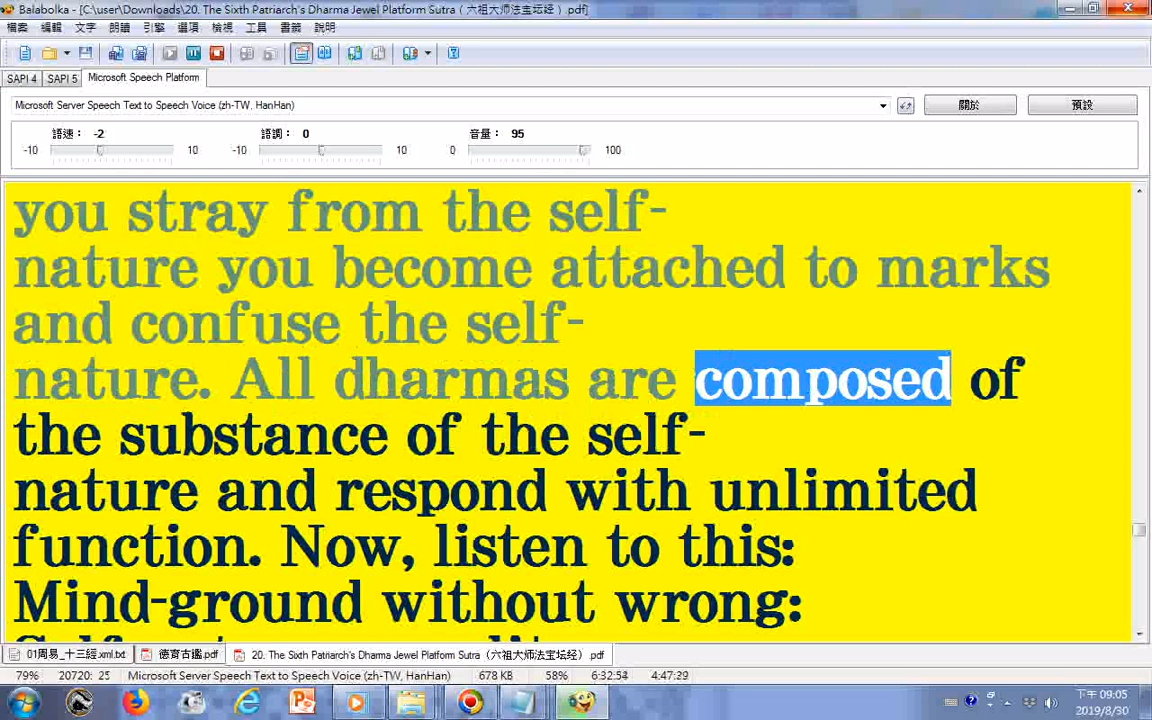 Balabolka - [C:\user\Downloads\20. The Sixth Patriarch's Dharma Jewel Platform Sutra（六祖大师法宝坛经）.pdf]
檔案 編輯 文字 朗讀 引擎 選項 檢視 工具 書籤 說明
SAPI 4 SAPI 5 Microsoft Speech Platform
Microsoft Server Speech Text to Speech Voice (zh-TW, HanHan) 關於 預設
語速： -2 語調： 0 音量： 95
-10 10 -10 10 0 100
you stray from the self-
nature you become attached to marks
and confuse the self-
nature. All dharmas are composed of
the substance of the self-
nature and respond with unlimited
function. Now, listen to this:
Mind-ground without wrong:
01周易_十三經.xml.txt 德育古鑑.pdf 20. The Sixth Patriarch's Dharma Jewel Platform Sutra（六祖大师法宝坛经）.pdf
79% 20720: 25 Microsoft Server Speech Text to Speech Voice (zh-TW, HanHan) 678 KB 58% 6:32:54 4:47:29
下午 09:05
2019/8/30